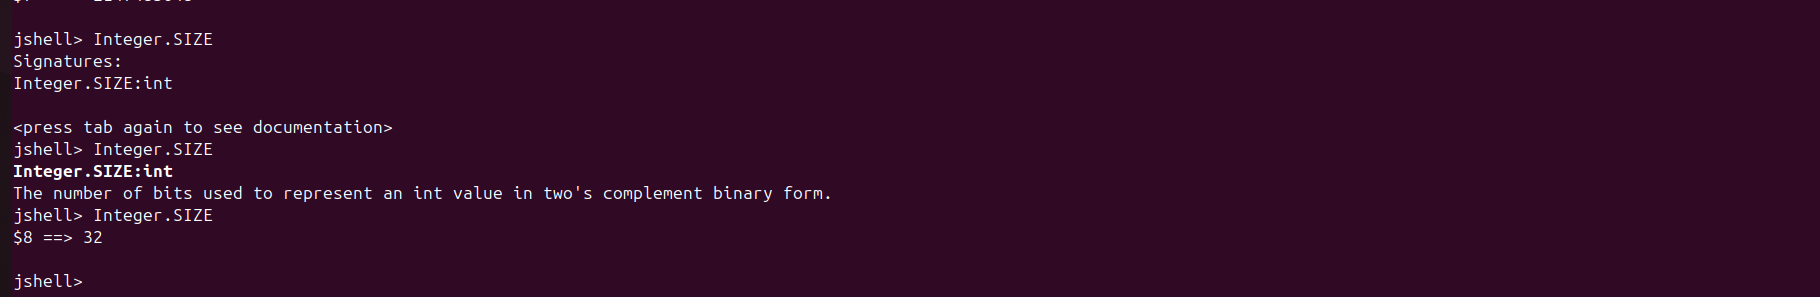 jshell> Integer.SIZE
Signatures:
Integer.SIZE:int
<press tab again to see documentation>
jshell> Integer.SIZE
Integer.SIZE:int
The number of bits used to represent an int value in two's complement binary form.
jshell> Integer.SIZE
$8 ==> 32
jshell>